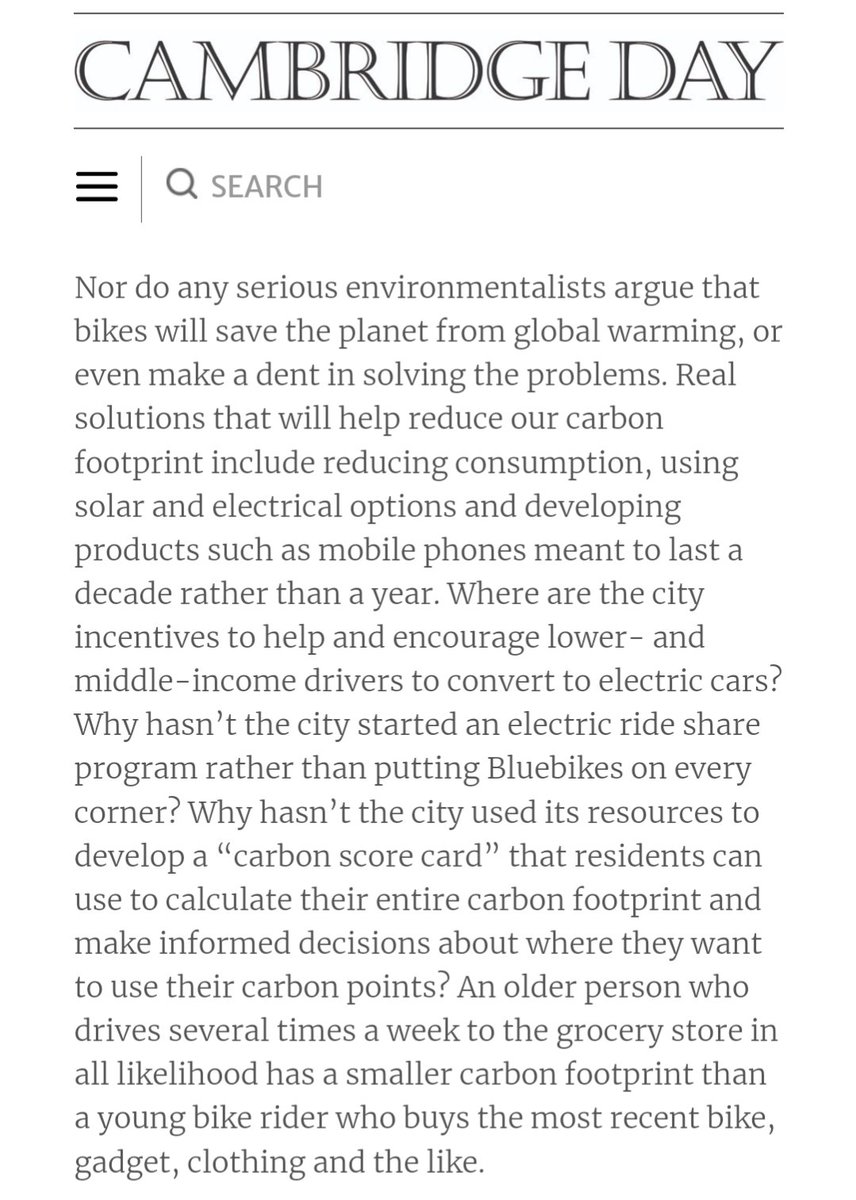 CAMBRIDGE DAY
SEARCH
Nor do any serious environmentalists argue that
bikes will save the planet from global warming, or
even make a dent in solving the problems. Real
solutions that will help reduce our carbon
footprint include reducing consumption, using
solar and electrical options and developing
products such as mobile phones meant to last a
decade rather than a year. Where are the city
incentives to help and encourage lower- and
middle-income drivers to convert to electric cars?
Why hasn’t the city started an electric ride share
program rather than putting Bluebikes on every
corner? Why hasn’t the city used its resources to
develop a “carbon score card” that residents can
use to calculate their entire carbon footprint and
make informed decisions about where they want
to use their carbon points? An older person who
drives several times a week to the grocery store in
all likelihood has a smaller carbon footprint than
a young bike rider who buys the most recent bike,
gadget, clothing and the like.